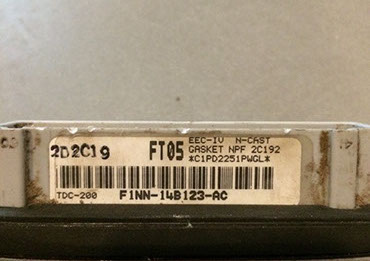 2D2C19 FT05 EEC-IV N-CAST
GASKET NPF 2C192
*C1PD2251PWGL*
TDC-200 F1NN-14B123-AC